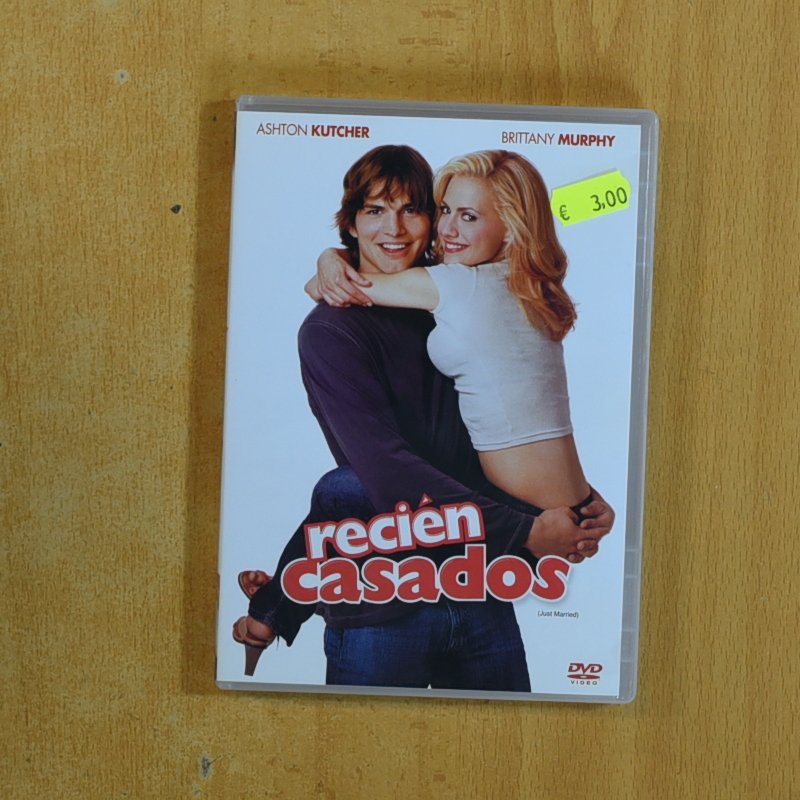 ASHTON KUTCHER
BRITTANY MURPHY
€ 3,00
recién
casados
(Just Married)
DVD
VIDEO